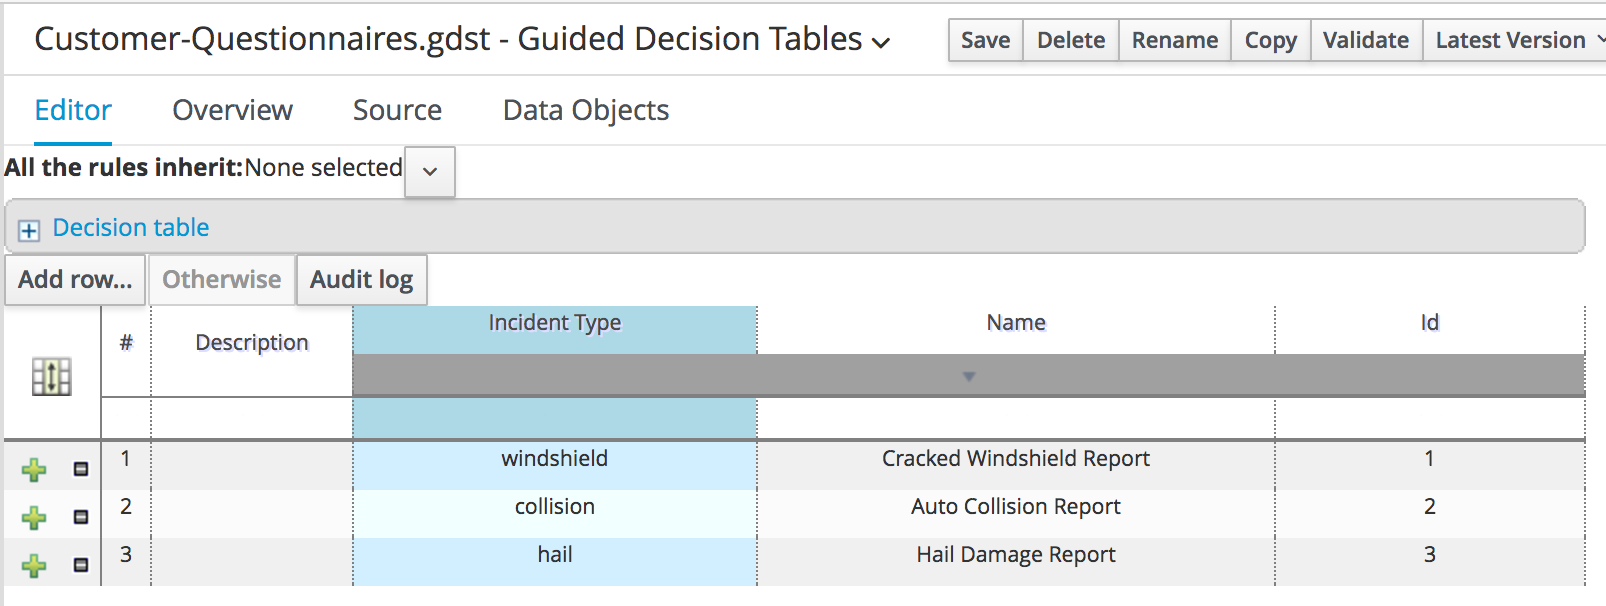 Customer-Questionnaires.gdst - Guided Decision Tables
Save Delete Rename Copy Validate Latest Version
Editor Overview Source Data Objects
All the rules inherit:None selected
Decision table
Add row... Otherwise Audit log
# Description Incident Type Name Id
1 windshield Cracked Windshield Report 1
2 collision Auto Collision Report 2
3 hail Hail Damage Report 3